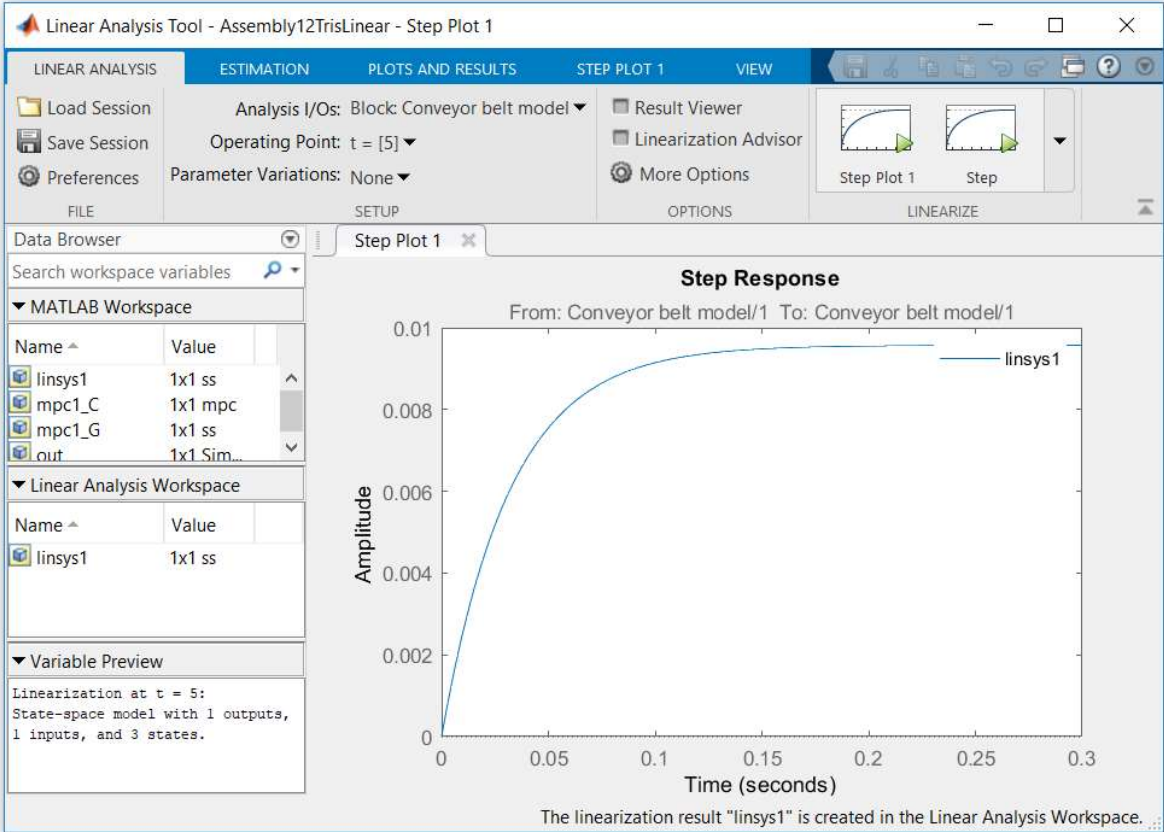 Linear Analysis Tool - Assembly12TrisLinear - Step Plot 1
LINEAR ANALYSIS ESTIMATION PLOTS AND RESULTS STEP PLOT 1 VIEW
Load Session
Save Session
Preferences
FILE
Analysis I/Os: Block: Conveyor belt model
Operating Point: t = [5]
Parameter Variations: None
SETUP
Result Viewer
Linearization Advisor
More Options
OPTIONS
Step Plot 1 Step
LINEARIZE
Data Browser
Search workspace variables
MATLAB Workspace
Name Value
linsys1 1x1 ss
mpc1_C 1x1 mpc
mpc1_G 1x1 ss
out 1x1 Sim...
Linear Analysis Workspace
Name Value
linsys1 1x1 ss
Variable Preview
Linearization at t = 5:
State-space model with 1 outputs,
1 inputs, and 3 states.
Step Plot 1
Step Response
From: Conveyor belt model/1 To: Conveyor belt model/1
0.01
0.008
0.006
0.004
0.002
0
Amplitude
linsys1
0 0.05 0.1 0.15 0.2 0.25 0.3
Time (seconds)
The linearization result "linsys1" is created in the Linear Analysis Workspace.